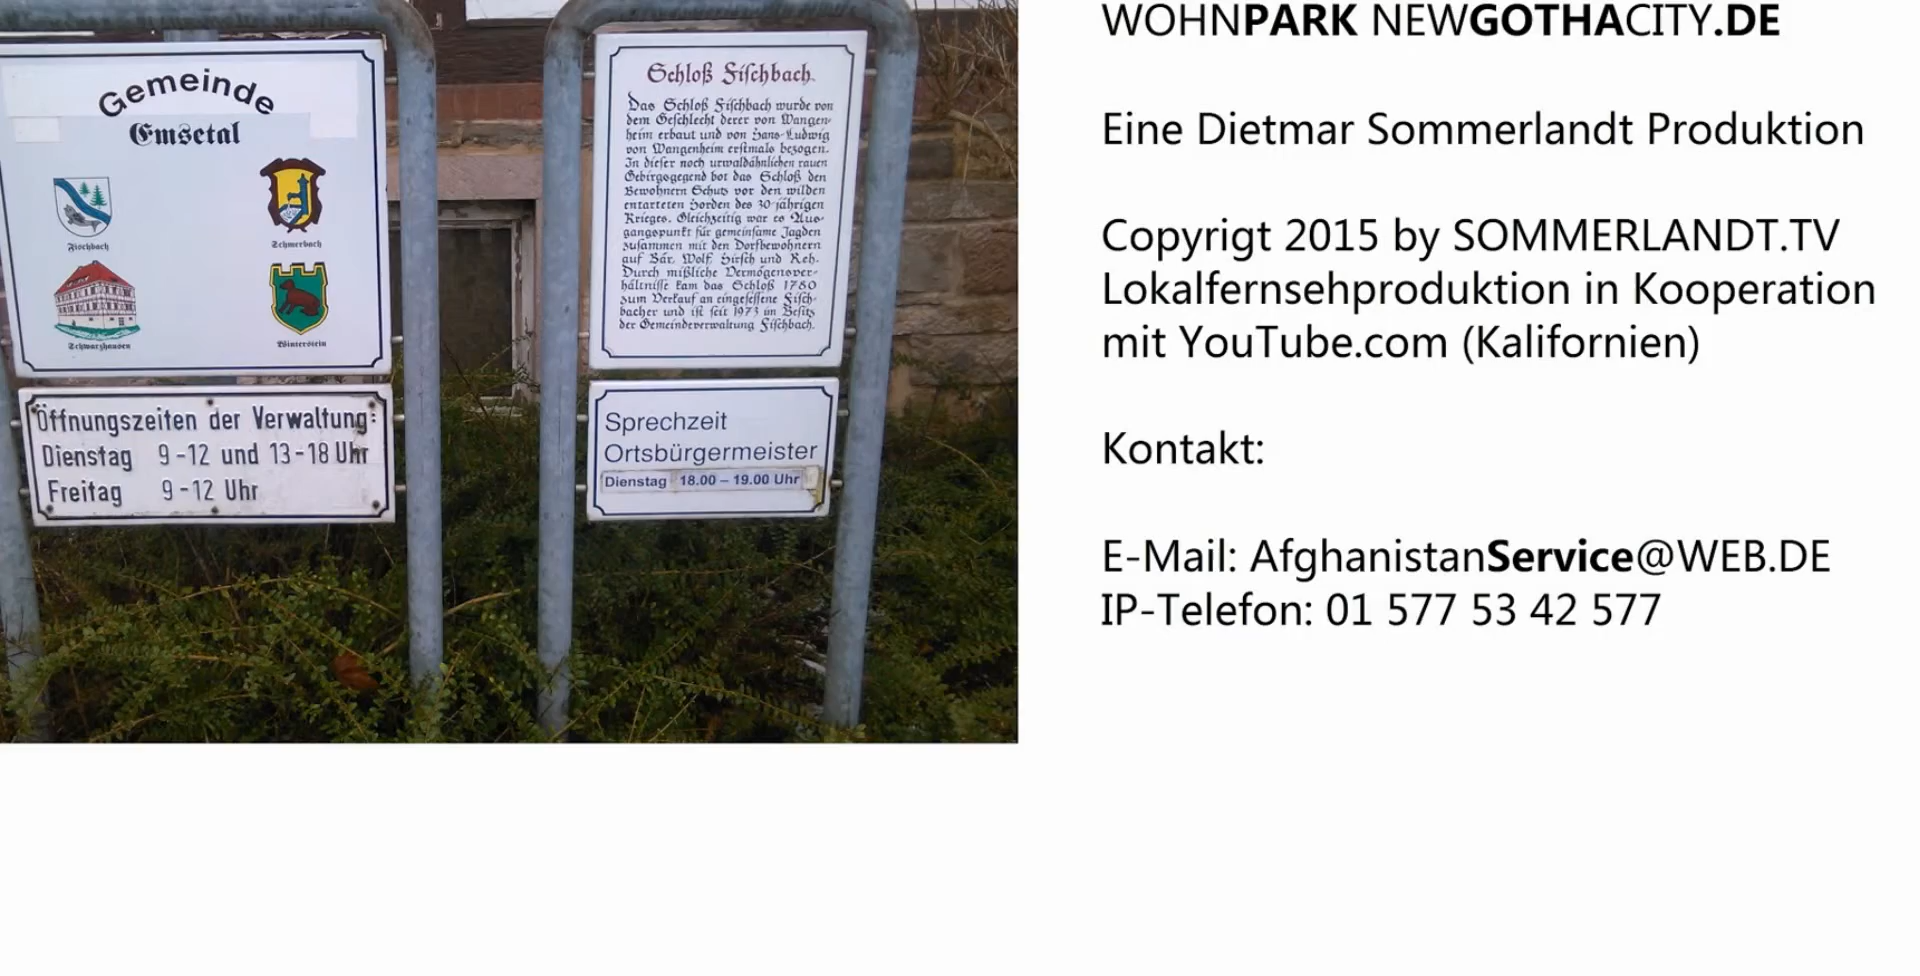 Gemeinde
Emsetal
Fischbach
Schmerbach
Schwarzhausen
Winterstein
Öffnungszeiten der Verwaltung:
Dienstag 9-12 und 13-18 Uhr
Freitag 9-12 Uhr
Schloß Fischbach.
Das Schloß Fischbach wurde von
dem Geschlecht derer von Wangen-
heim erbaut und von Hans-Ludwig
von Wangenheim erstmals bezogen.
In dieser noch urwaldähnlichen rauen
Gebirgsgegend bot das Schloß den
Bewohnern Schutz vor den wilden
entarteten Horden des 30-jährigen
Krieges. Gleichzeitig war es Aus-
gangspunkt für gemeinsame Jagden
zusammen mit den Dorfbewohnern
auf Bär, Wolf, Hirsch und Reh.
Durch mißliche Vermögensver-
hältnisse kam das Schloß 1780
zum Verkauf an eingesessene Fisch-
bacher und ist seit 1973 im Besitz
der Gemeindeverwaltung Fischbach.
Sprechzeit
Ortsbürgermeister
Dienstag 18.00 – 19.00 Uhr
WOHNPARK NEWGOTHACITY.DE
Eine Dietmar Sommerlandt Produktion
Copyrigt 2015 by SOMMERLANDT.TV
Lokalfernsehproduktion in Kooperation
mit YouTube.com (Kalifornien)
Kontakt:
E-Mail: AfghanistanService@WEB.DE
IP-Telefon: 01 577 53 42 577